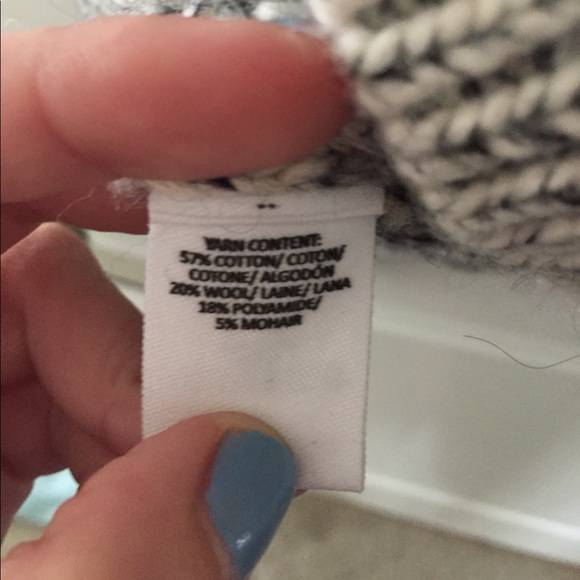 YARN CONTENT:
57% COTTON/ COTON/
COTONE/ ALGODÓN
20% WOOL/ LAINE/ LANA
18% POLYAMIDE/
5% MOHAIR